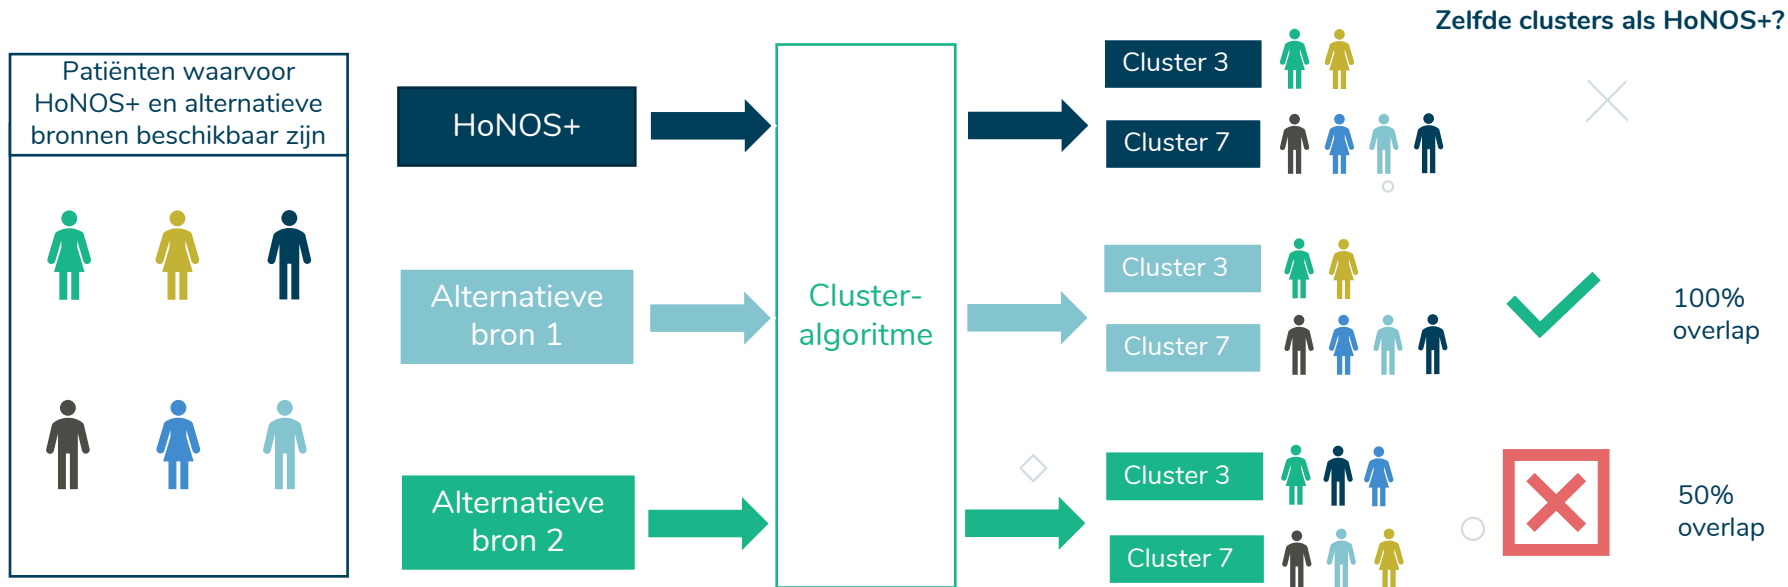 Zelfde clusters als HoNOS+?
Patiënten waarvoor
HoNOS+ en alternatieve
bronnen beschikbaar zijn
HoNOS+
Cluster 3
Cluster 7
Alternatieve
bron 1
Cluster-
algoritme
Cluster 3
Cluster 7
100%
overlap
Alternatieve
bron 2
Cluster 3
Cluster 7
50%
overlap